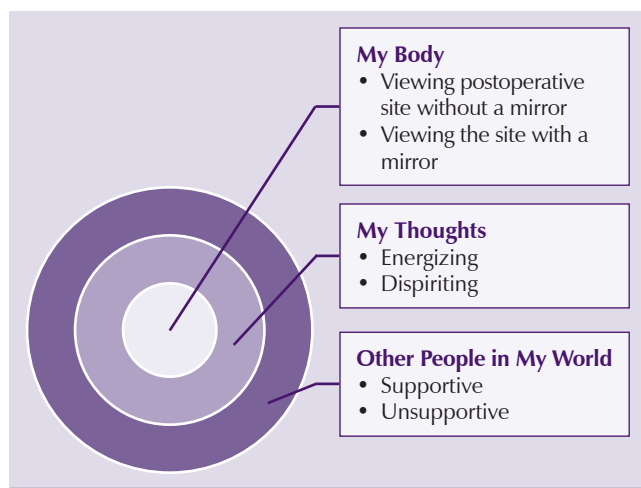 My Body
• Viewing postoperative
site without a mirror
• Viewing the site with a
mirror
My Thoughts
• Energizing
• Dispiriting
Other People in My World
• Supportive
• Unsupportive